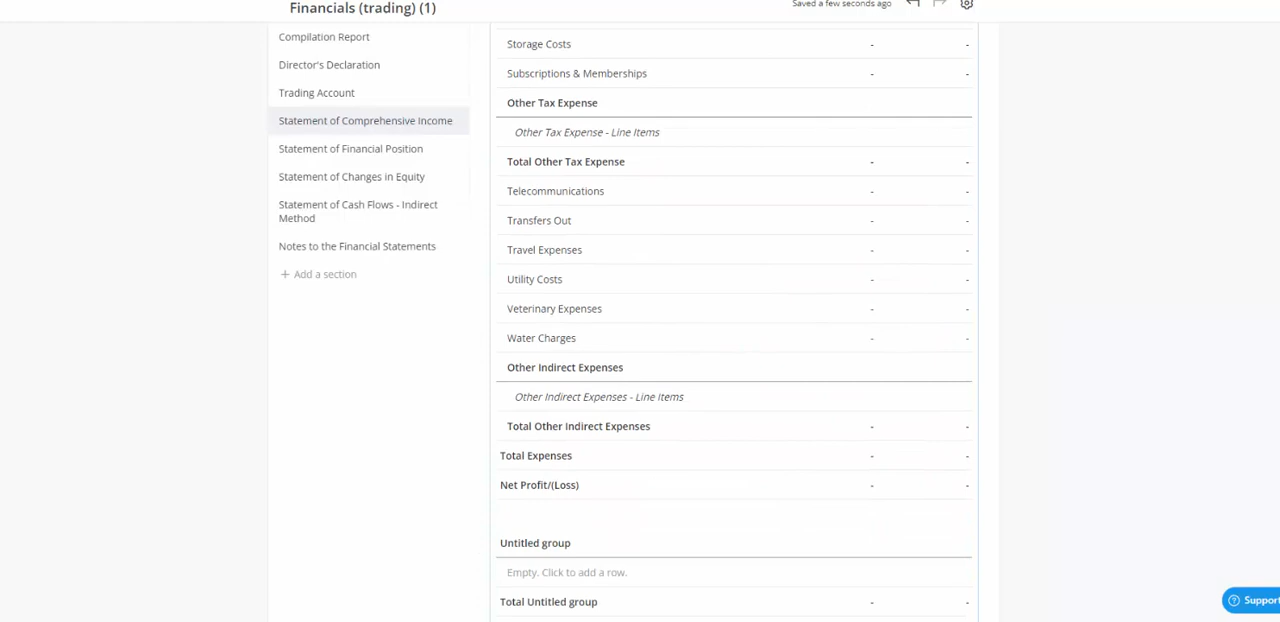 Financials (trading) (1)
Saved a few seconds ago
Compilation Report
Director's Declaration
Trading Account
Statement of Comprehensive Income
Statement of Financial Position
Statement of Changes in Equity
Statement of Cash Flows - Indirect
Method
Notes to the Financial Statements
+ Add a section
Storage Costs - -
Subscriptions & Memberships - -
Other Tax Expense
Other Tax Expense - Line Items
Total Other Tax Expense - -
Telecommunications - -
Transfers Out - -
Travel Expenses - -
Utility Costs - -
Veterinary Expenses - -
Water Charges - -
Other Indirect Expenses
Other Indirect Expenses - Line Items
Total Other Indirect Expenses - -
Total Expenses - -
Net Profit/(Loss) - -
Untitled group
Empty. Click to add a row.
Total Untitled group - -
? Support